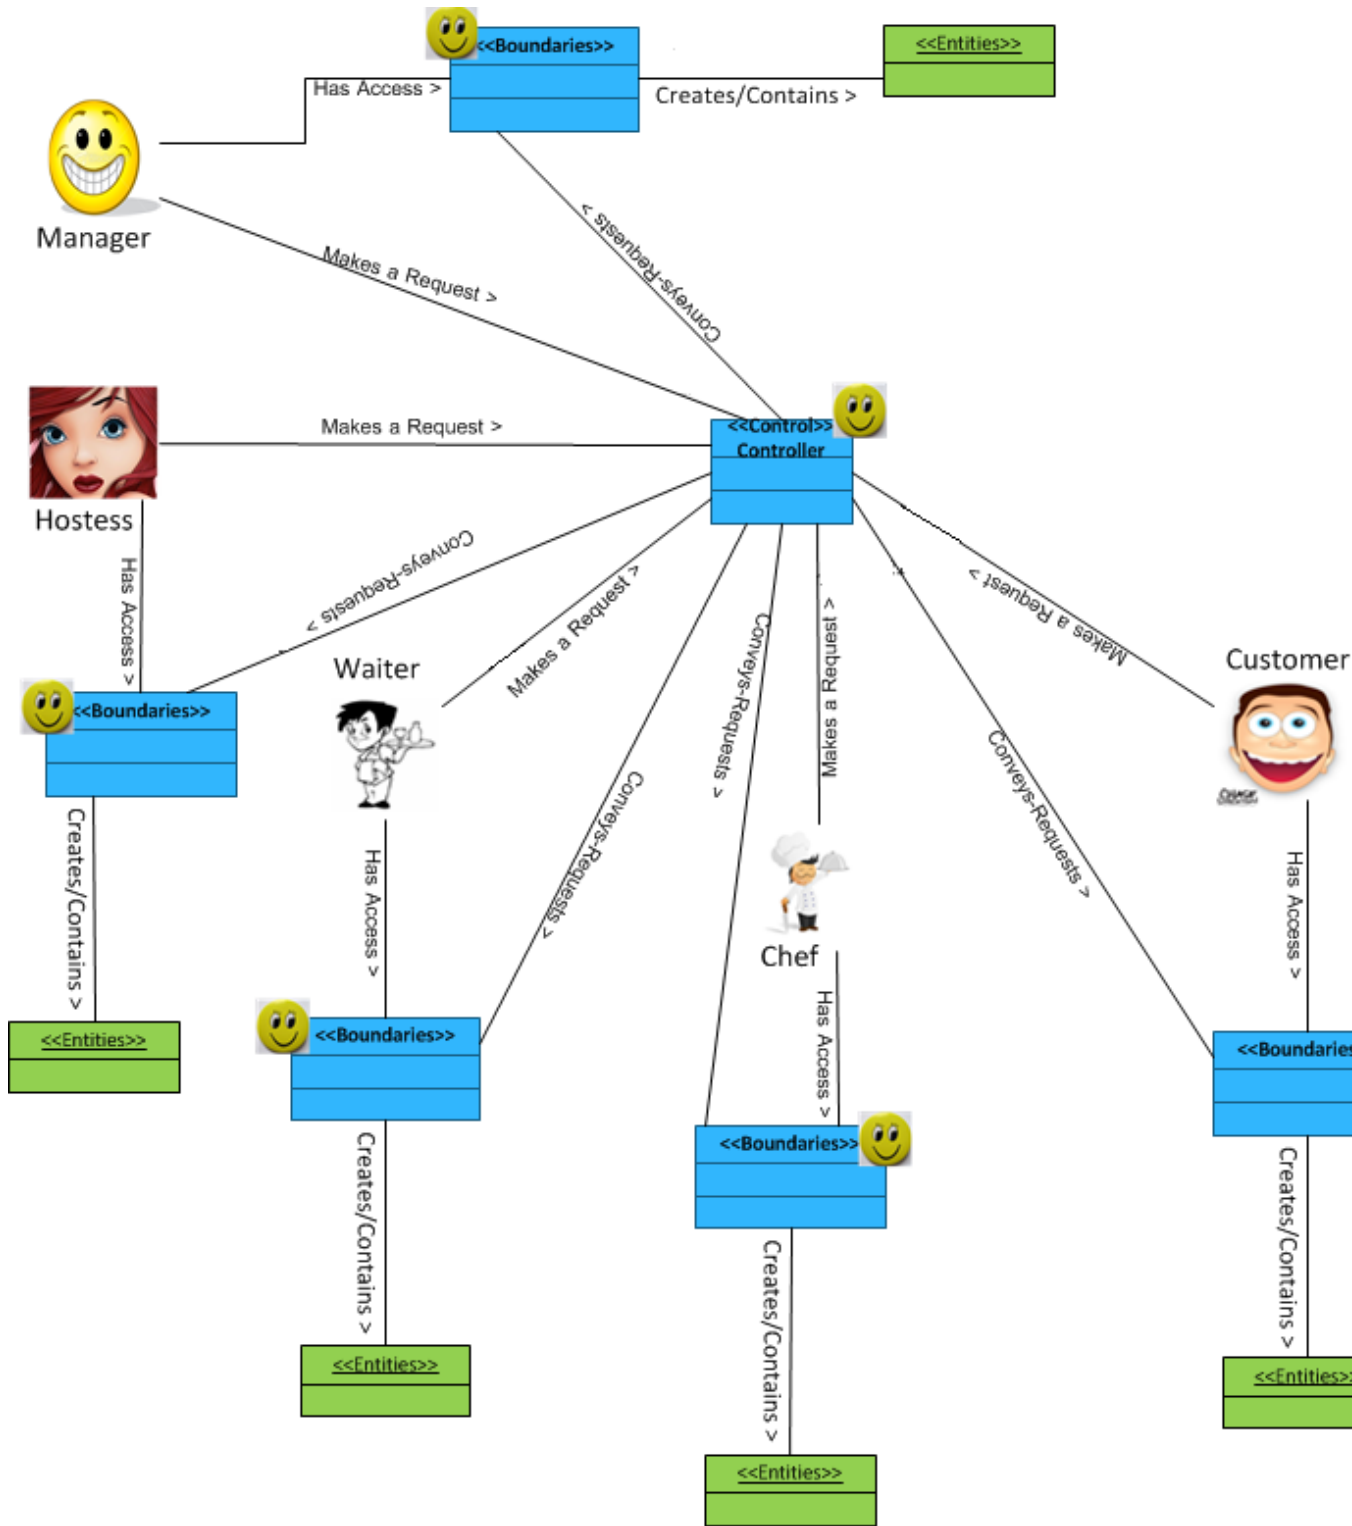 <<Boundaries>>
<<Entities>>
Has Access >
Creates/Contains >
Manager
Conveys-Requests >
Makes a Request >
<<Control>>
Controller
Makes a Request >
Hostess
Conveys-Requests >
Has Access >
Makes a Request >
Conveys-Requests >
Makes a Request >
Makes a Request >
Waiter
Customer
<<Boundaries>>
Conveys-Requests >
Conveys-Requests >
Creates/Contains >
Has Access >
Has Access >
Chef
Has Access >
<<Boundaries>>
<<Entities>>
<<Boundaries
<<Boundaries>>
Creates/Contains >
Creates/Contains >
Creates/Contains >
<<Entities>>
<<Entities>>
<<Entities>>